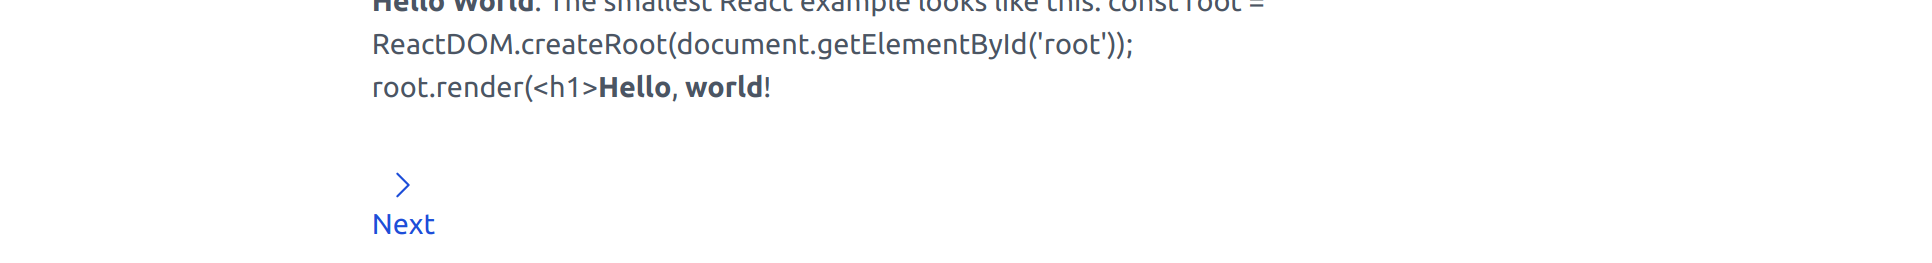 Hello World. The smallest React example looks like this: const root =
ReactDOM.createRoot(document.getElementById('root'));
root.render(<h1>Hello, world!
Next